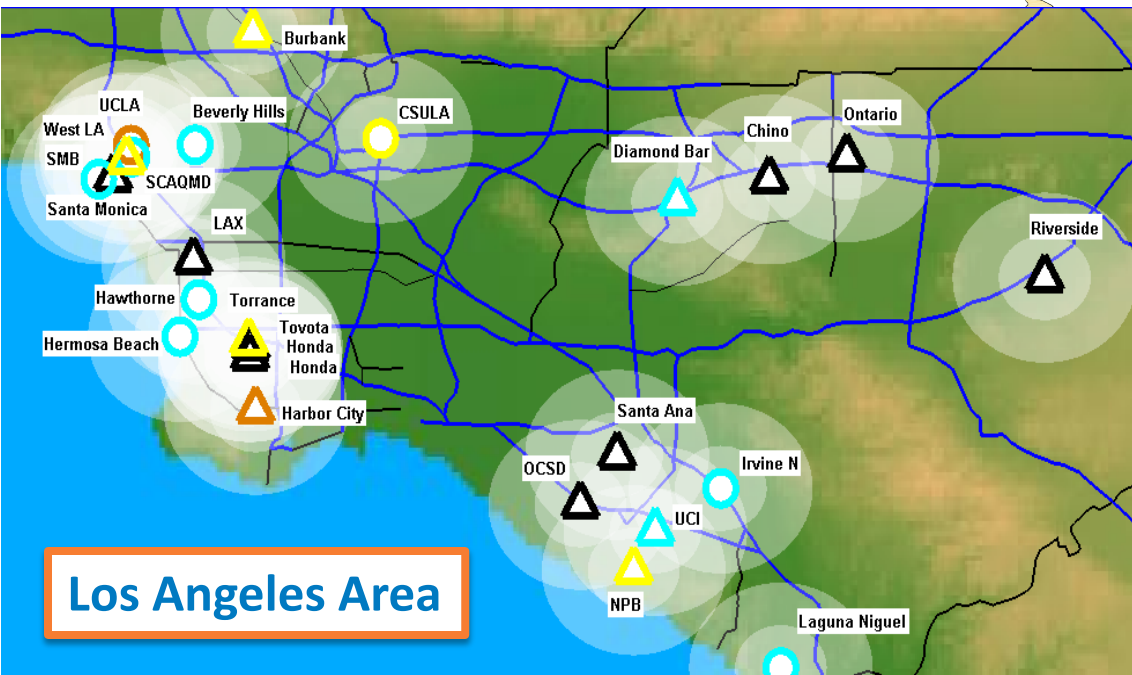 Burbank
UCLA
Beverly Hills
CSULA
Ontario
West LA
Chino
Diamond Bar
SMB
SCAQMD
Santa Monica
LAX
Riverside
Hawthorne
Torrance
Tovota
Hermosa Beach
Honda
Honda
Harbor City
Santa Ana
OCSD
Irvine N
UCI
NPB
Los Angeles Area
Laguna Niguel